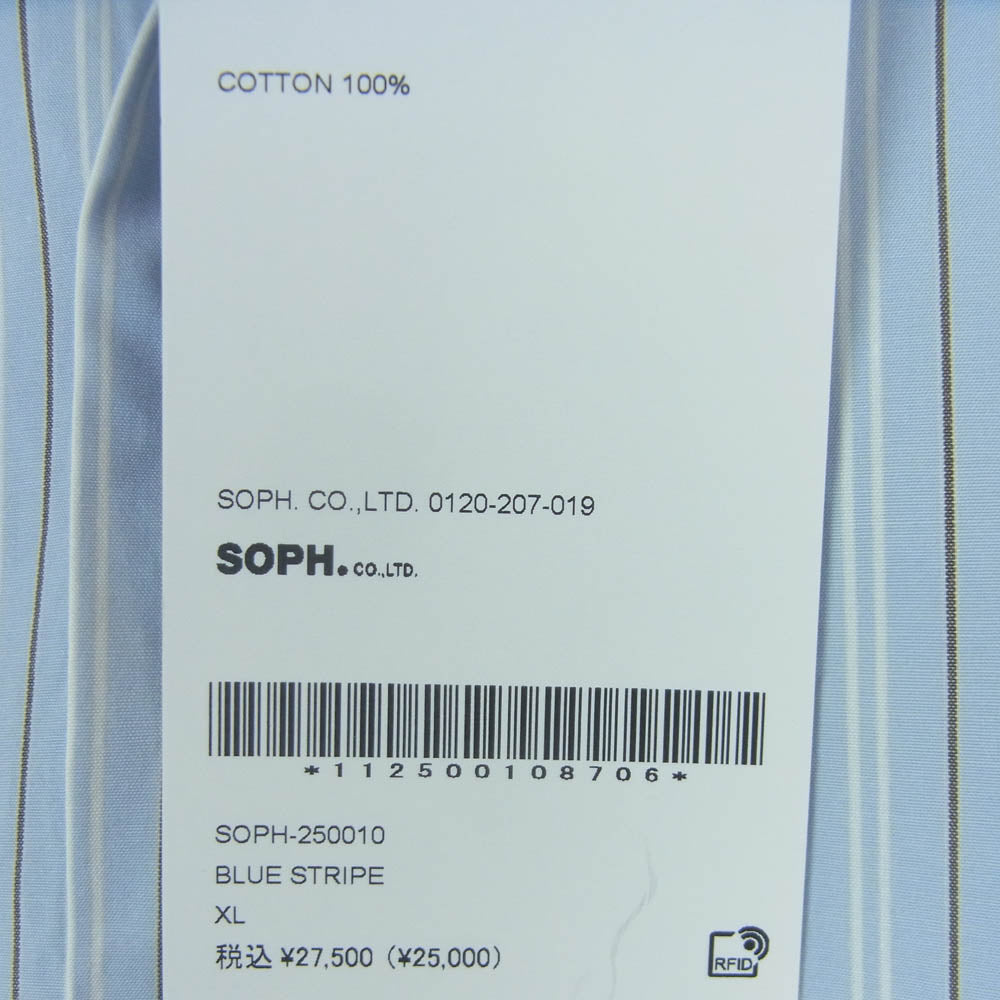 COTTON 100%
SOPH. CO.,LTD. 0120-207-019
SOPH. CO.,LTD.
*112500108706*
SOPH-250010
BLUE STRIPE
XL
税込 ¥27,500 (¥25,000)
RFID